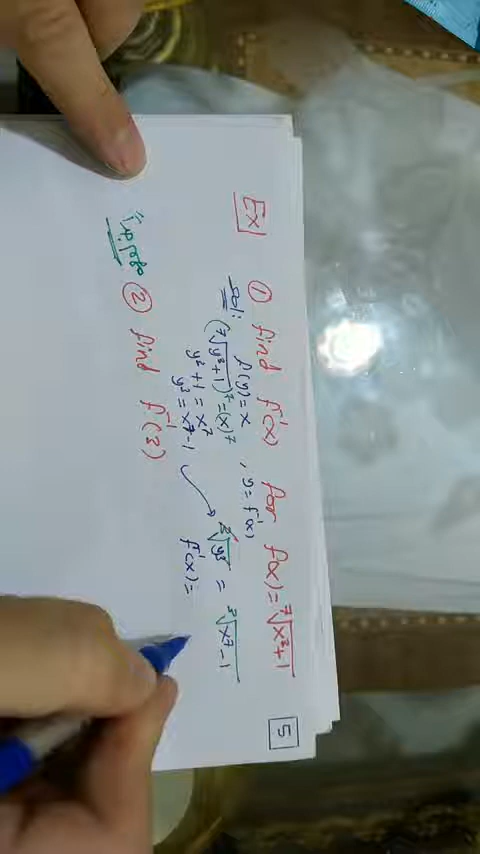 Ex ① find f⁻¹(x) for f(x) = ⁷√(x³+1) 5
sol: f(y) = x , y = f⁻¹(x)
(⁷√(y³+1))⁷ = (x)⁷
y³+1 = x⁷
y³ = x⁷-1 → ³√y³ = ³√(x⁷-1)
f⁻¹(x) =
② find f⁻¹(3)